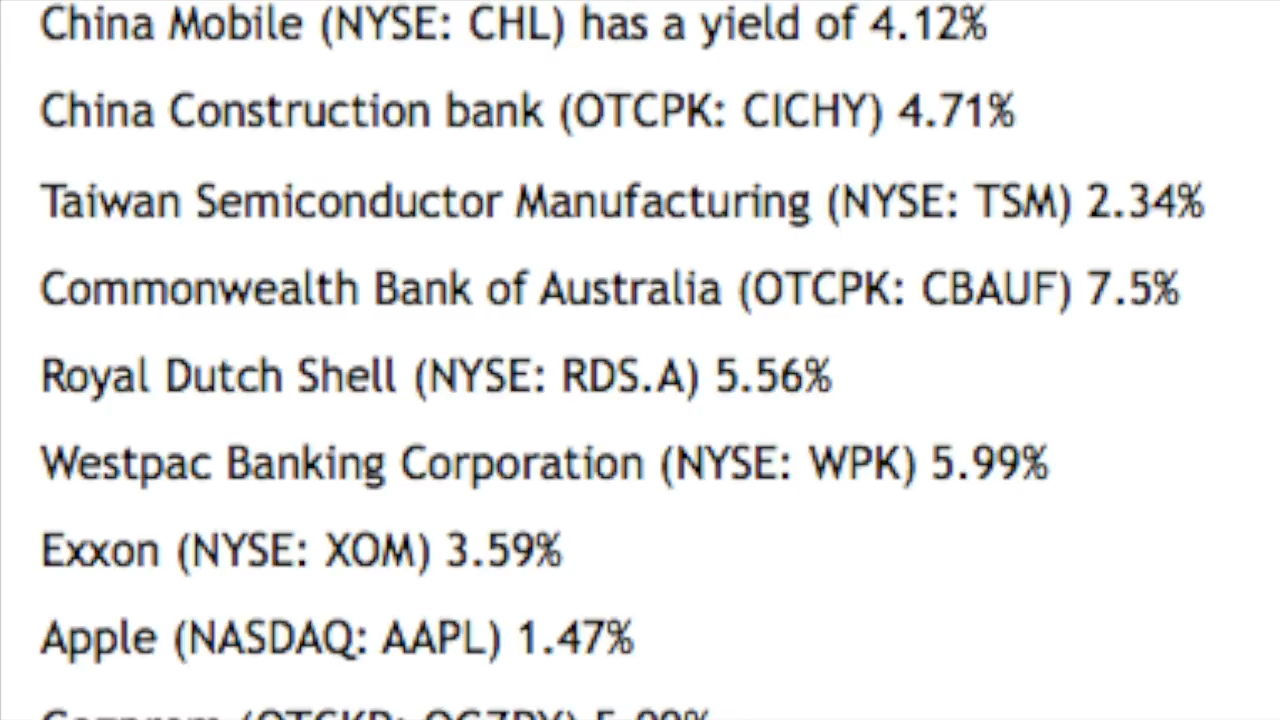 China Mobile (NYSE: CHL) has a yield of 4.12%
China Construction bank (OTCPK: CICHY) 4.71%
Taiwan Semiconductor Manufacturing (NYSE: TSM) 2.34%
Commonwealth Bank of Australia (OTCPK: CBAUF) 7.5%
Royal Dutch Shell (NYSE: RDS.A) 5.56%
Westpac Banking Corporation (NYSE: WPK) 5.99%
Exxon (NYSE: XOM) 3.59%
Apple (NASDAQ: AAPL) 1.47%